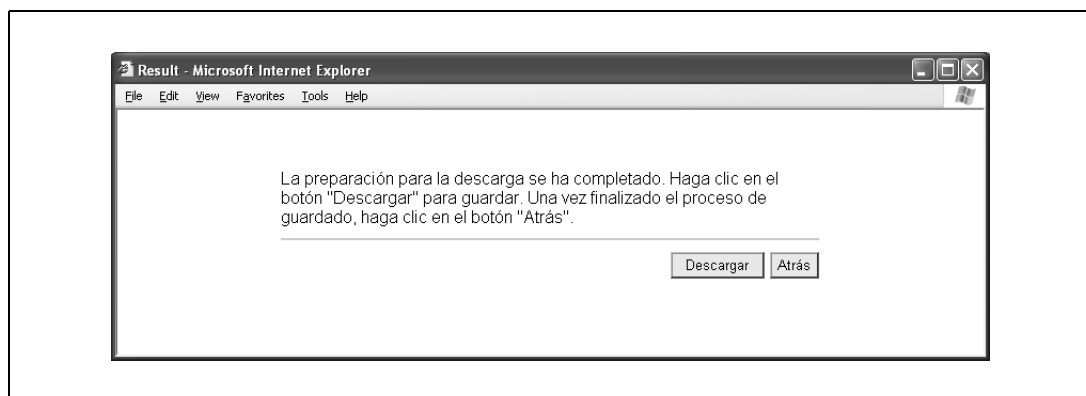 Result - Microsoft Internet Explorer
File Edit View Favorites Tools Help
La preparación para la descarga se ha completado. Haga clic en el
botón "Descargar" para guardar. Una vez finalizado el proceso de
guardado, haga clic en el botón "Atrás".
Descargar Atrás